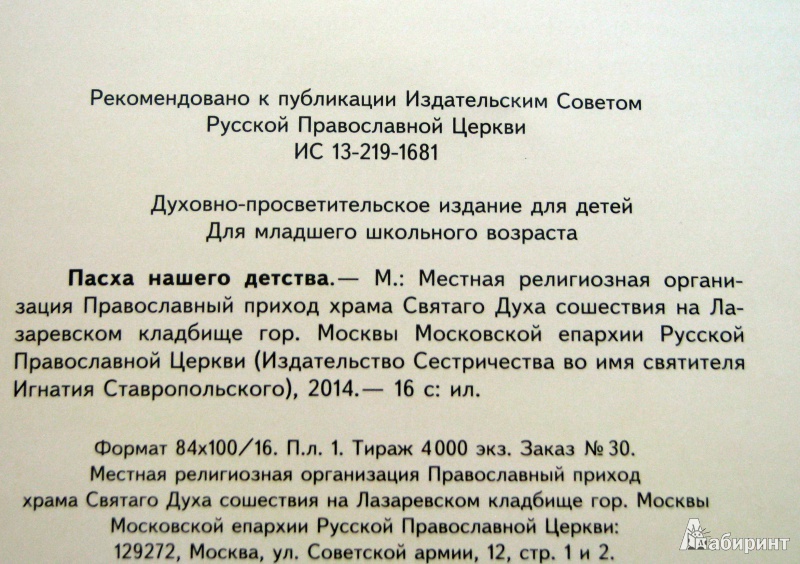 Рекомендовано к публикации Издательским Советом
Русской Православной Церкви
ИС 13-219-1681
Духовно-просветительское издание для детей
Для младшего школьного возраста
Пасха нашего детства.— М.: Местная религиозная органи-
зация Православный приход храма Святаго Духа сошествия на Ла-
заревском кладбище гор. Москвы Московской епархии Русской
Православной Церкви (Издательство Сестричества во имя святителя
Игнатия Ставропольского), 2014.— 16 с: ил.
Формат 84x100/16. П.л. 1. Тираж 4000 экз. Заказ № 30.
Местная религиозная организация Православный приход
храма Святаго Духа сошествия на Лазаревском кладбище гор. Москвы
Московской епархии Русской Православной Церкви:
129272, Москва, ул. Советской армии, 12, стр. 1 и 2.
Лабиринт